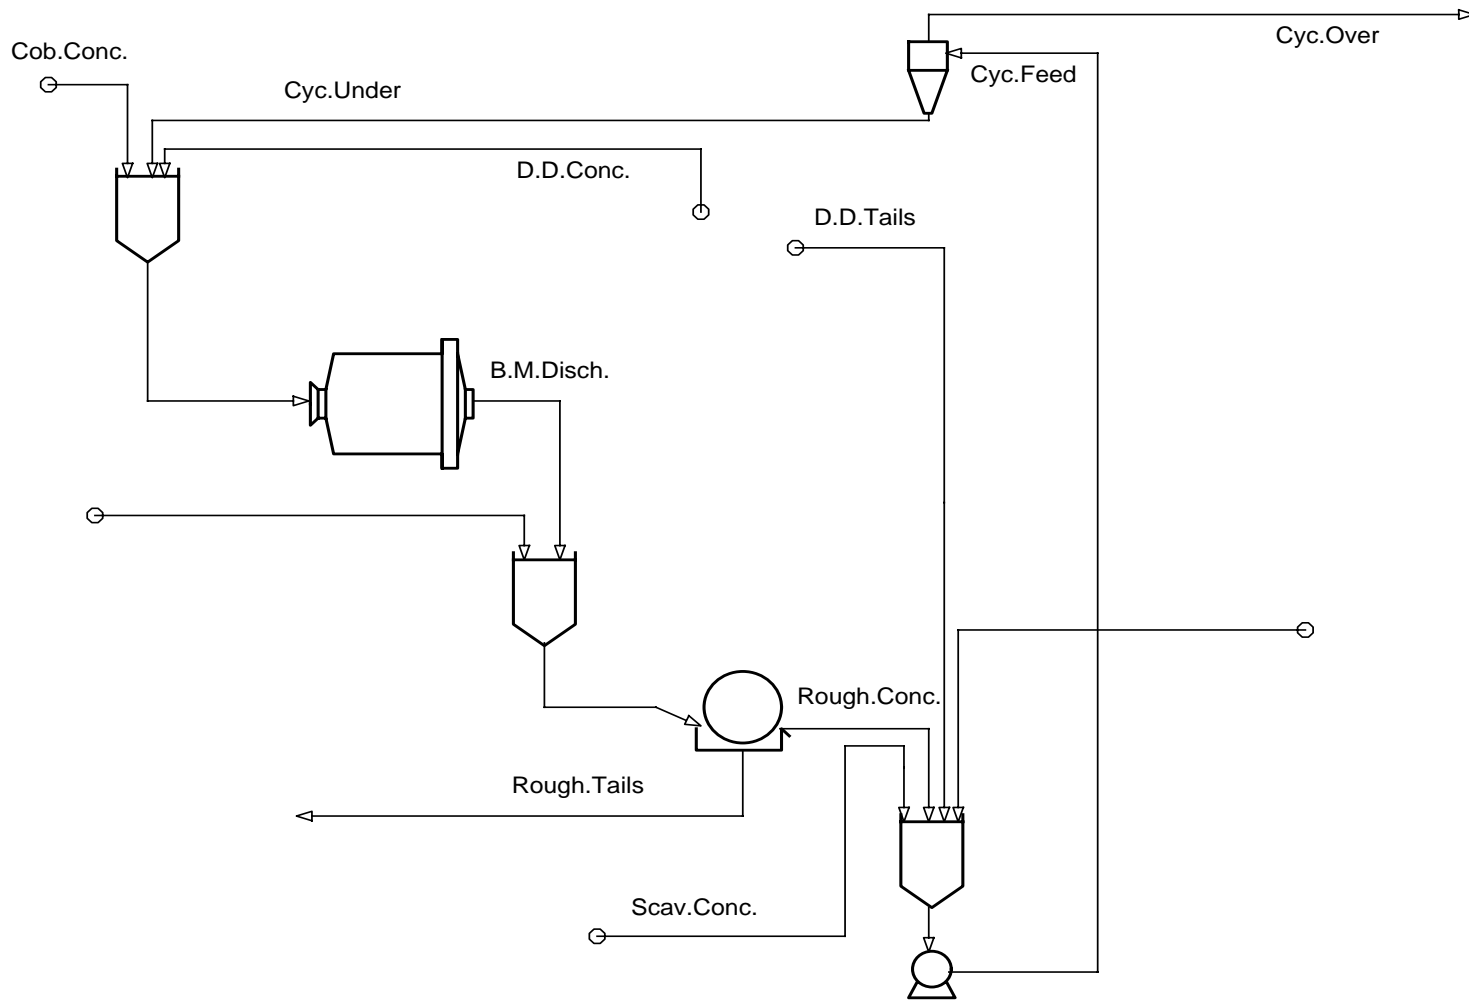 Cyc.Over
Cob.Conc.
Cyc.Feed
Cyc.Under
D.D.Conc.
D.D.Tails
B.M.Disch.
Rough.Conc.
Rough.Tails
Scav.Conc.